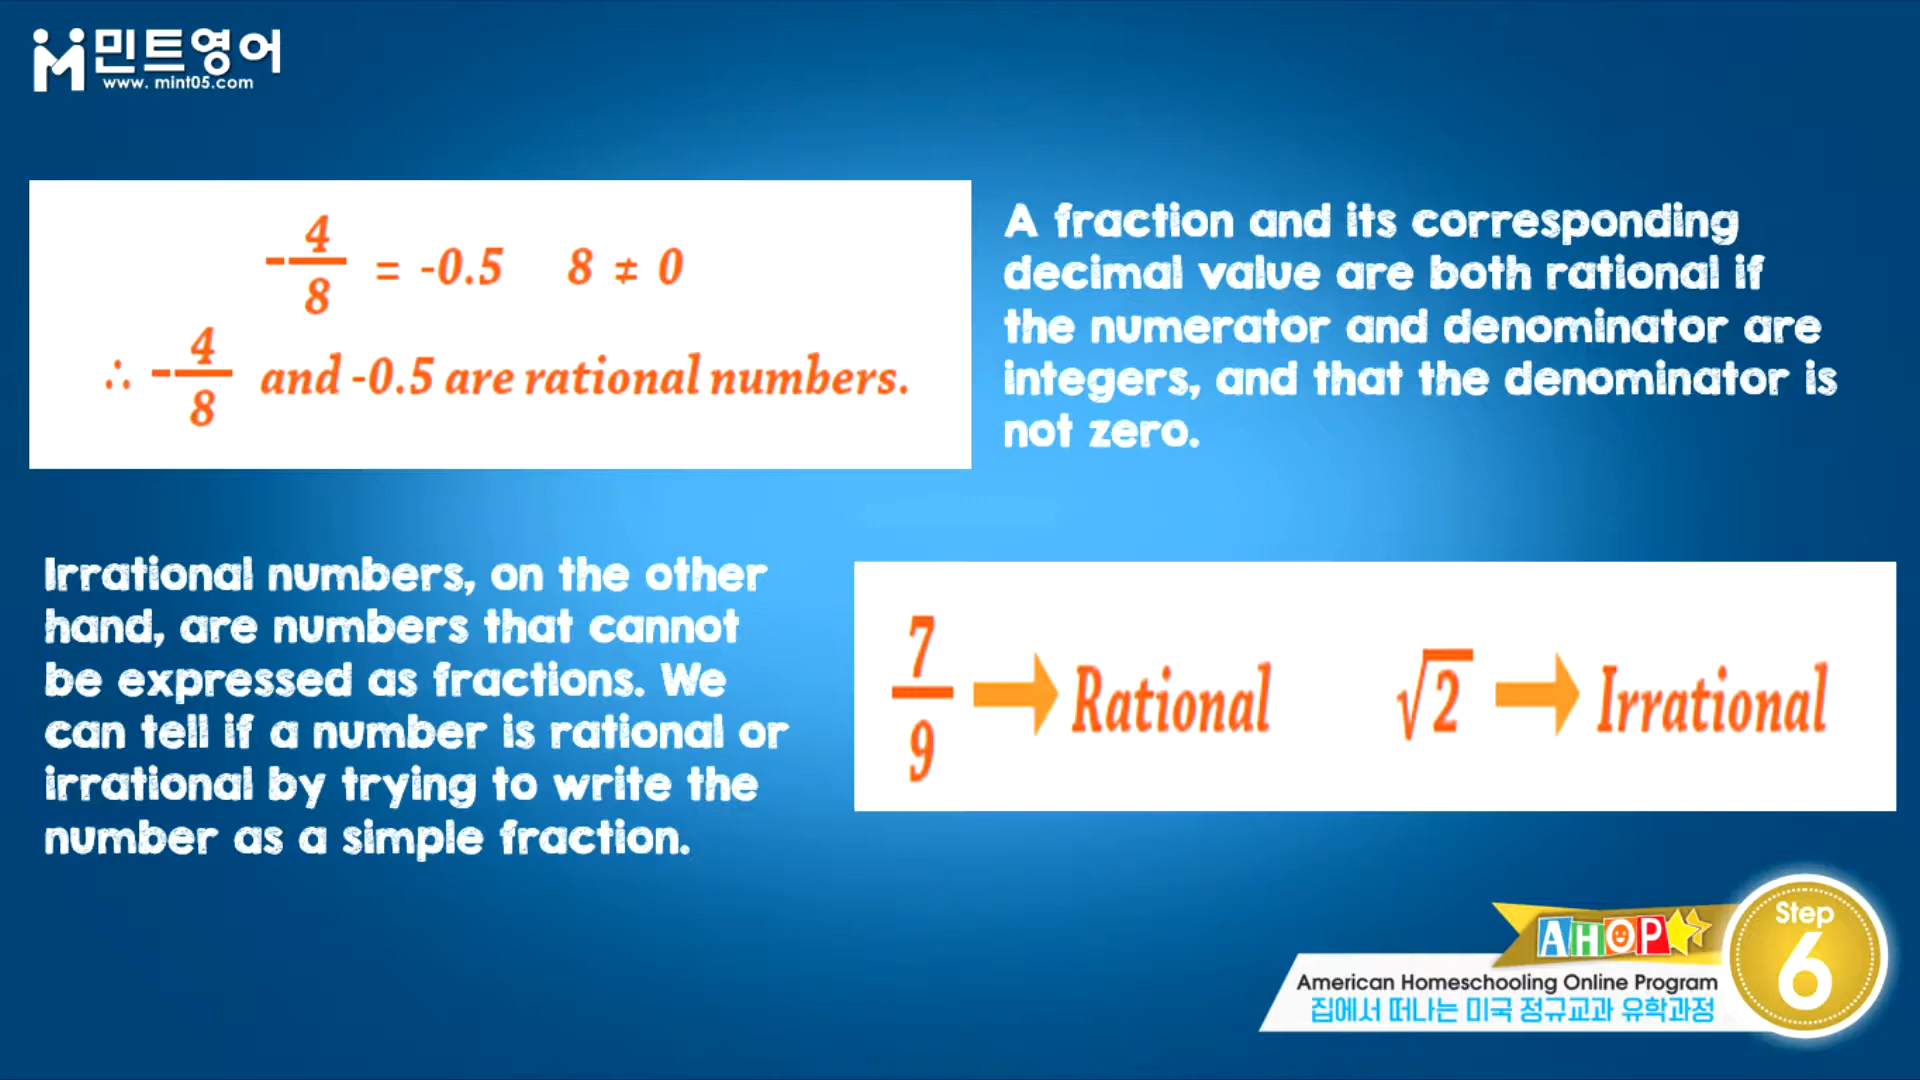 민트영어
www. mint05.com
-4/8 = -0.5 8 ≠ 0
∴ -4/8 and -0.5 are rational numbers.
A fraction and its corresponding
decimal value are both rational if
the numerator and denominator are
integers, and that the denominator is
not zero.
Irrational numbers, on the other
hand, are numbers that cannot
be expressed as fractions. We
can tell if a number is rational or
irrational by trying to write the
number as a simple fraction.
7/9 → Rational √2 → Irrational
AHOP
Step
6
American Homeschooling Online Program
집에서 떠나는 미국 정규교과 유학과정